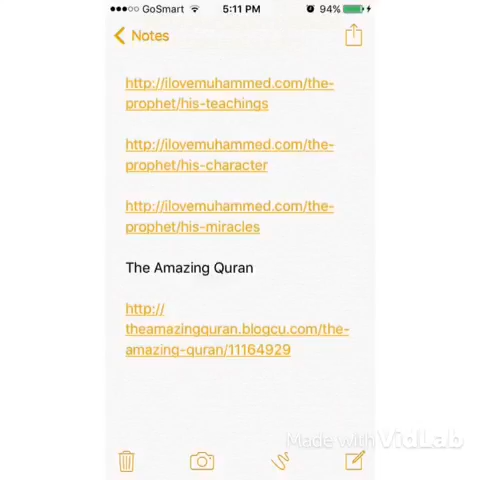 GoSmart 5:11 PM 94%
Notes
http://ilovemuhammed.com/the-
prophet/his-teachings
http://ilovemuhammed.com/the-
prophet/his-character
http://ilovemuhammed.com/the-
prophet/his-miracles
The Amazing Quran
http://
theamazingquran.blogcu.com/the-
amazing-quran/11164929
Made with VidLab